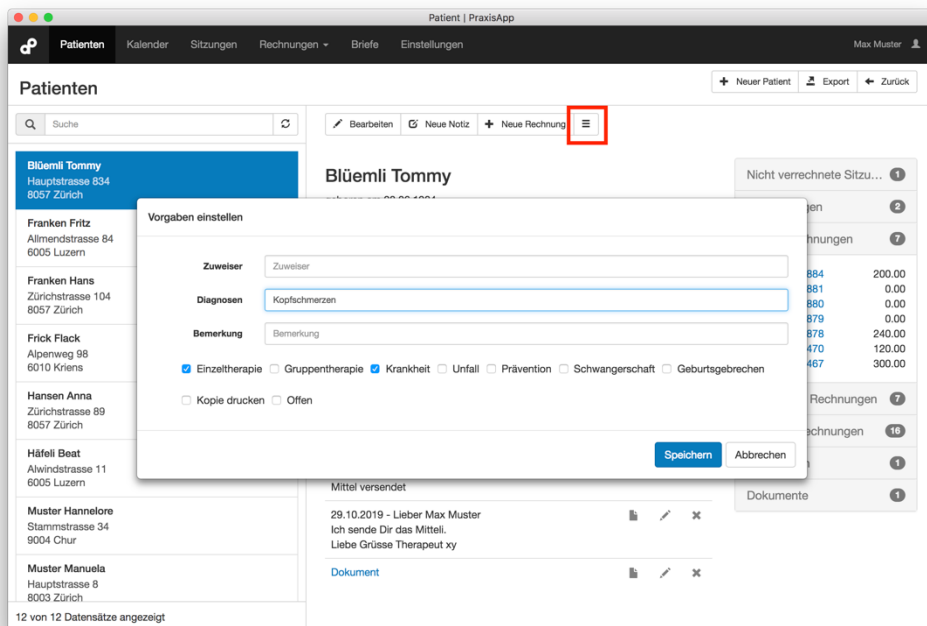 Patient | PraxisApp
Patienten Kalender Sitzungen Rechnungen Briefe Einstellungen Max Muster
Patienten
Neuer Patient Export Zurück
Suche
Bearbeiten Neue Notiz Neue Rechnung
Blüemli Tommy
Hauptstrasse 834
8057 Zürich
Franken Fritz
Allmendstrasse 84
6005 Luzern
Franken Hans
Zürichstrasse 104
8057 Zürich
Frick Flack
Alpenweg 98
6010 Kriens
Hansen Anna
Zürichstrasse 89
8057 Zürich
Häfeli Beat
Alwindstrasse 11
6005 Luzern
Muster Hannelore
Stammstrasse 34
9004 Chur
Muster Manuela
Hauptstrasse 8
8003 Zürich
12 von 12 Datensätze angezeigt
Blüemli Tommy
Vorgaben einstellen
Zuweiser Zuweiser
Diagnosen Kopfschmerzen
Bemerkung Bemerkung
Einzeltherapie Gruppentherapie Krankheit Unfall Prävention Schwangerschaft Geburtsgebrechen
Kopie drucken Offen
Speichern Abbrechen
Mittel versendet
29.10.2019 - Lieber Max Muster
Ich sende Dir das Mitteli.
Liebe Grüsse Therapeut xy
Dokument
Nicht verrechnete Sitzu... 1
gen 2
hnungen 7
884 200.00
881 0.00
880 0.00
879 0.00
878 240.00
470 120.00
467 300.00
Rechnungen 7
echnungen 16
1
Dokumente 1